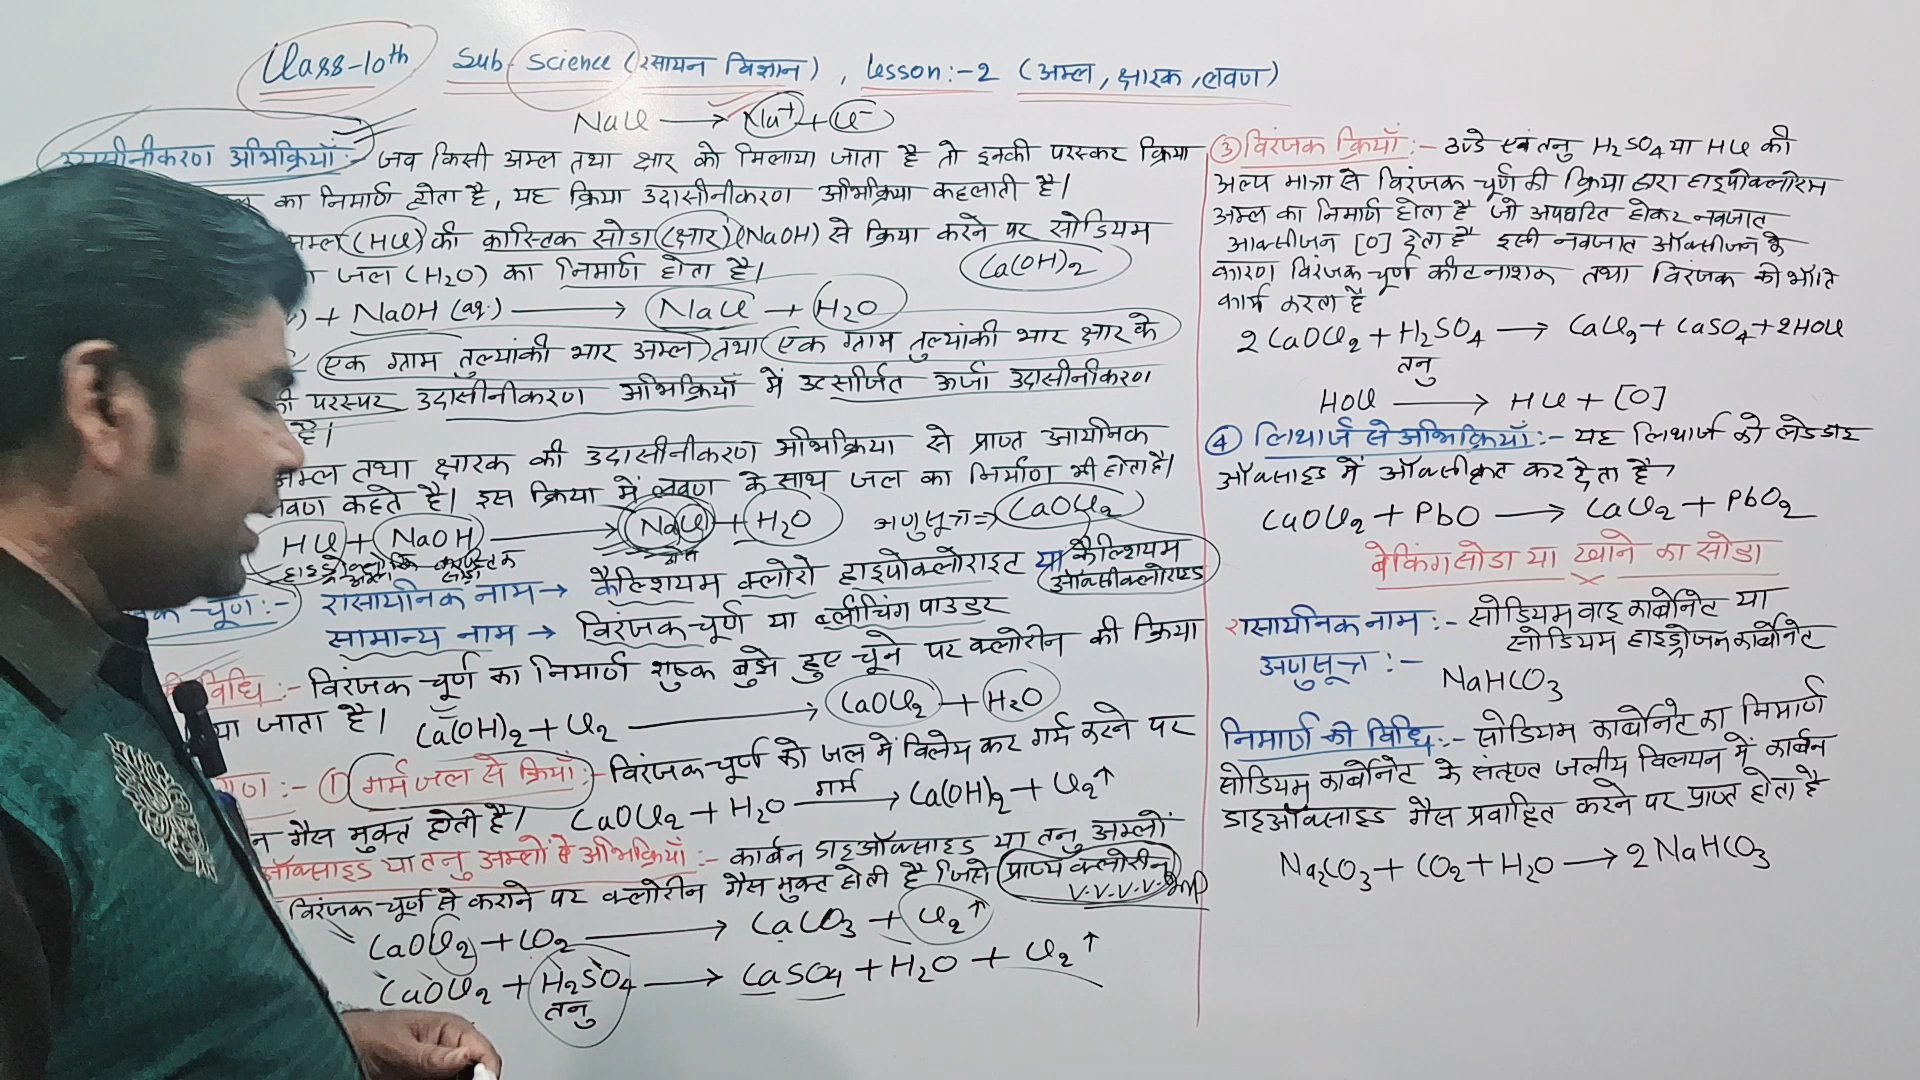 Class-10th Sub- Science (रसायन विज्ञान), Lesson:-2 (अम्ल, क्षारक, लवण)
NaCl → Na⁺ + Cl⁻
उदासीनीकरण अभिक्रियाँ:- जब किसी अम्ल तथा क्षार को मिलाया जाता है तो इनकी परस्कर क्रिया
का निमार्ण होता है, यह क्रिया उदासीनीकरण अभिक्रिया कहलाती है।
अम्ल (HCl) की कास्तिक सोडा (क्षार) (NaOH) से क्रिया करने पर सोडियम
जल (H₂O) का निमार्ण होता है।
Ca(OH)₂
+ NaOH (aq.) → NaCl + H₂O
एक ग्राम तुल्यांकी भार अम्ल तथा एक ग्राम तुल्यांकी भार क्षार के
की परस्पर उदासीनीकरण अभिक्रियाँ में उत्सर्जित ऊर्जा उदासीनीकरण
है।
अम्ल तथा क्षारक की उदासीनीकरण अभिक्रिया से प्राप्त आयनिक
लवण कहते है। इस क्रिया में लवण के साथ जल का निर्माण भी होता है।
HCl + NaOH → NaCl + H₂O
अणुसूत्र ⇒ CaOCl₂
चूर्ण:- रासायनिक नाम → कैल्शियम क्लोरो हाइपोक्लोराइट या कैल्शियम
ऑक्सीक्लोराइड
सामान्य नाम → विरंजक चूर्ण या ब्लीचिंग पाउडर
विधि:- विरंजक चूर्ण का निमार्ण शुष्क बुझे हुए चूने पर क्लोरीन की क्रिया
या जाता है। Ca(OH)₂ + Cl₂ → CaOCl₂ + H₂O
गुण:- ① गर्म जल से क्रियाँ:- विरंजक चूर्ण को जल में विलेय कर गर्म करने पर
न गैस मुक्त होती है। CaOCl₂ + H₂O गर्म → Ca(OH)₂ + Cl₂↑
ऑक्साइड या तनु अम्लों से अभिक्रियाँ:- कार्बन डाइऑक्साइड या तनु अम्लों
विरंजक चूर्ण से कराने पर क्लोरीन गैस मुक्त होती है जिसे प्राप्य क्लोरीन
V.V.V.V. Imp
CaOCl₂ + CO₂ → CaCO₃ + Cl₂↑
CaOCl₂ + H₂SO₄ → CaSO₄ + H₂O + Cl₂↑
तनु
③ विरंजक क्रियाँ:- ठण्डे एवं तनु H₂SO₄ या HCl की
अल्प मात्रा से विरंजक चूर्ण की क्रिया द्वारा हाइपोक्लोरस
अम्ल का निमार्ण होता है जो अपघटित होकर नवजात
आक्सीजन [O] देता है इसी नवजात ऑक्सीजन के
कारण विरंजक चूर्ण कीटनाशक तथा विरंजक की भाँति
कार्य करता है
2CaOCl₂ + H₂SO₄ → CaCl₂ + CaSO₄ + 2HOCl
तनु
HOCl → HCl + [O]
④ लिथार्ज से अभिक्रियाँ:- यह लिथार्ज को लेडडाइ
ऑक्साइड में ऑक्सीकृत कर देता है,
CaOCl₂ + PbO → CaCl₂ + PbO₂
बेकिंग सोडा या खाने का सोडा
रासायनिक नाम:- सोडियम वाइ कार्बोनेट या
सोडियम हाइड्रोजन कार्बोनेट
अणुसूत्र:- NaHCO₃
निमार्ण की विधि:- सोडियम कार्बोनेट का निमार्ण
सोडियम कार्बोनेट के संतृप्त जलीय विलयन में कार्बन
डाइऑक्साइड गैस प्रवाहित करने पर प्राप्त होता है
Na₂CO₃ + CO₂ + H₂O → 2NaHCO₃